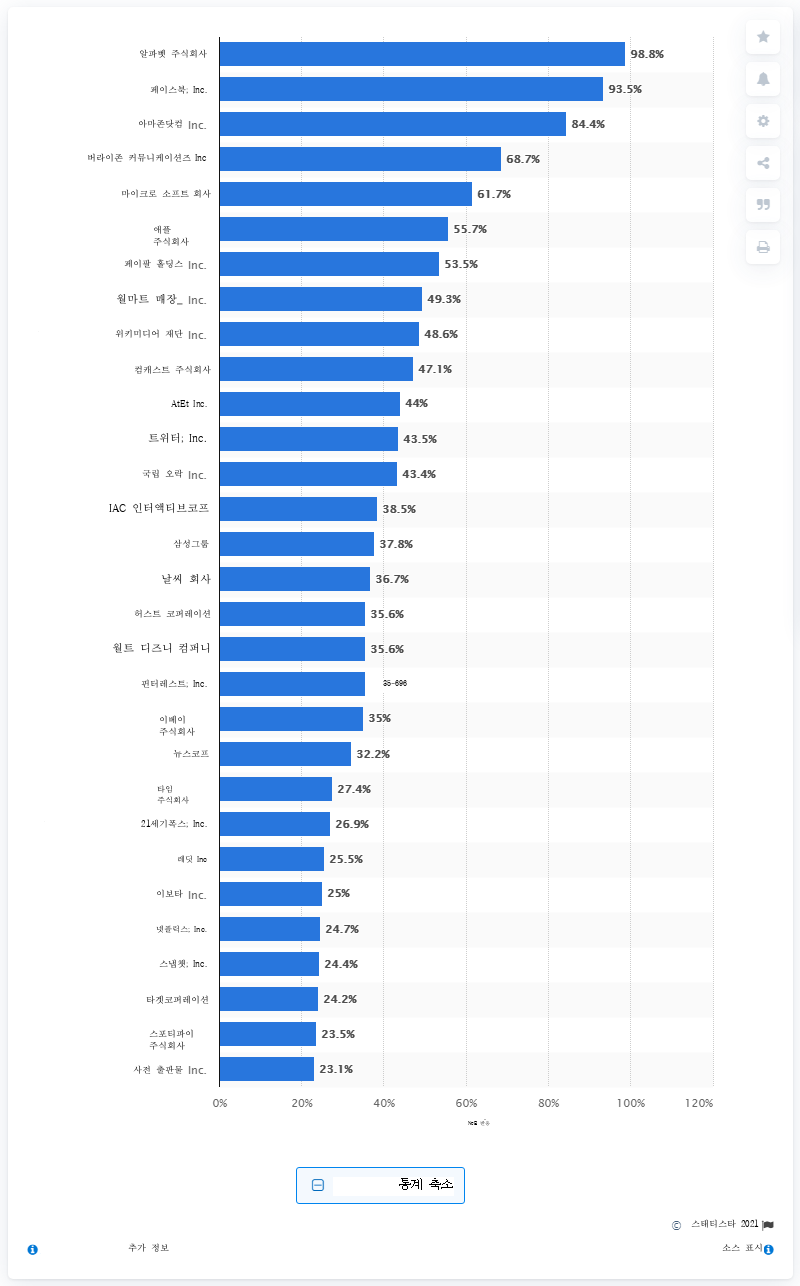 알파벳 주식회사 98.8%
페이스북; Inc. 93.5%
아마존닷컴 Inc. 84.4%
버라이존 커뮤니케이션즈 Inc 68.7%
마이크로 소프트 회사 61.7%
애플
주식회사 55.7%
페이팔 홀딩스 Inc. 53.5%
월마트 매장_ Inc. 49.3%
위키미디어 재단 Inc. 48.6%
컴캐스트 주식회사 47.1%
AtEt Inc. 44%
트위터; Inc. 43.5%
국립 오락 Inc. 43.4%
IAC 인터액티브코프 38.5%
삼성그룹 37.8%
날씨 회사 36.7%
허스트 코퍼레이션 35.6%
월트 디즈니 컴퍼니 35.6%
핀터레스트; Inc. 35-696
이베이
주식회사 35%
뉴스코프 32.2%
타임
주식회사 27.4%
21세기폭스; Inc. 26.9%
레딧 Inc 25.5%
이보타 Inc. 25%
넷플릭스; Inc. 24.7%
스냅챗; Inc. 24.4%
타겟코퍼레이션 24.2%
스포티파이
주식회사 23.5%
사전 출판물 Inc. 23.1%
0% 20% 40% 60% 80% 100% 120%
통계 축소
© 스태티스타 2021
추가 정보 소스 표시